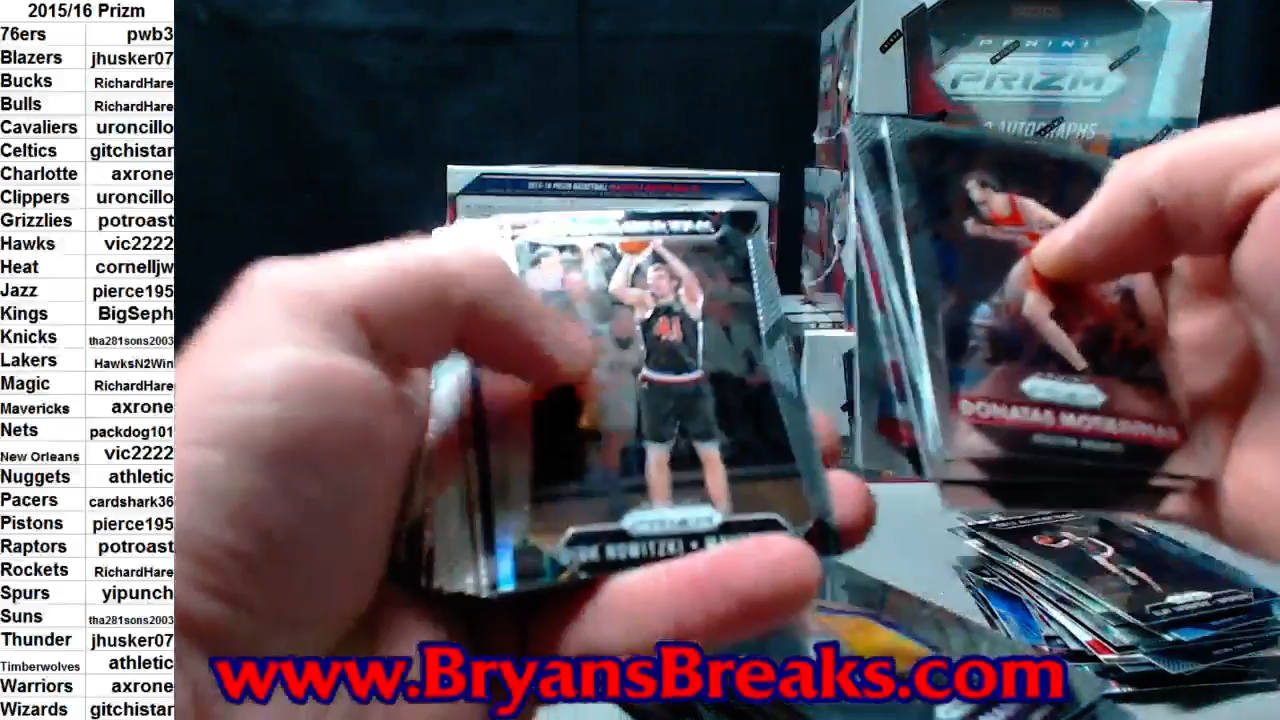 2015/16 Prizm
76ers pwb3
Blazers jhusker07
Bucks RichardHare
Bulls RichardHare
Cavaliers uroncillo
Celtics gitchistar
Charlotte axrone
Clippers uroncillo
Grizzlies potroast
Hawks vic2222
Heat cornelljw
Jazz pierce195
Kings BigSeph
Knicks tha281sons2003
Lakers HawksN2Win
Magic RichardHare
Mavericks axrone
Nets packdog101
New Orleans vic2222
Nuggets athletic
Pacers cardshark36
Pistons pierce195
Raptors potroast
Rockets RichardHare
Spurs yipunch
Suns tha281sons2003
Thunder jhusker07
Timberwolves athletic
Warriors axrone
Wizards gitchistar
PANINI
PRIZM
AUTOGRAPHS
41
NOWITZKI
DONATAS MOTIEJUNAS
www.BryansBreaks.com